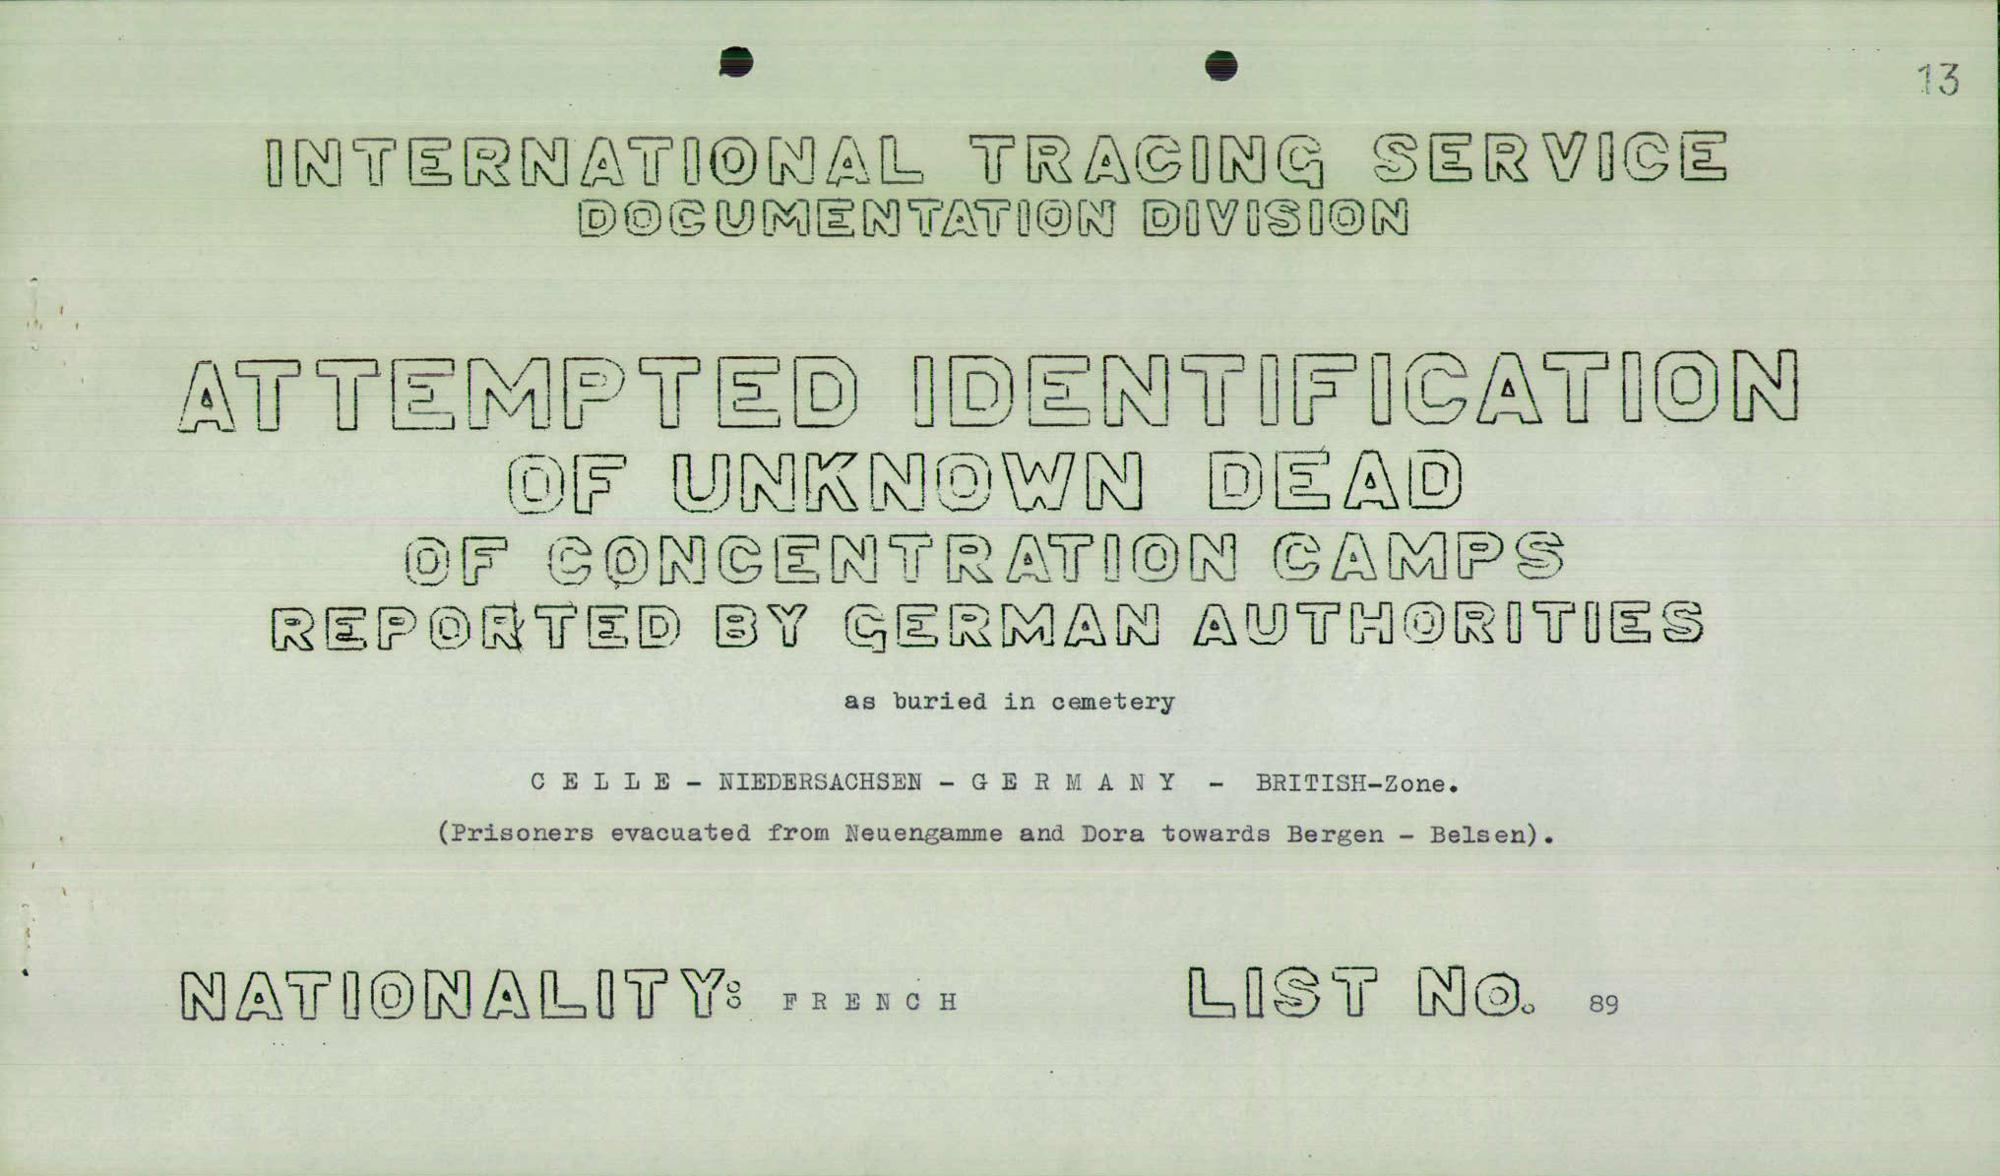 13
INTERNATIONAL TRACING SERVICE
DOCUMENTATION DIVISION
ATTEMPTED IDENTIFICATION
OF UNKNOWN DEAD
OF CONCENTRATION CAMPS
REPORTED BY GERMAN AUTHORITIES
as buried in cemetery
C E L L E - NIEDERSACHSEN - G E R M A N Y - BRITISH-Zone.
(Prisoners evacuated from Neuengamme and Dora towards Bergen - Belsen).
NATIONALITY: F R E N C H LIST No. 89